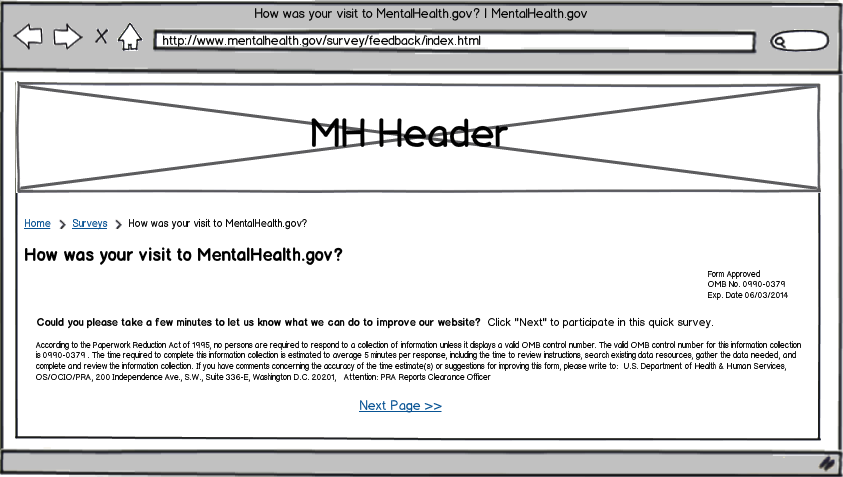 How was your visit to MentalHealth.gov? | MentalHealth.gov
http://www.mentalhealth.gov/survey/feedback/index.html
MH Header
Home > Surveys > How was your visit to MentalHealth.gov?
How was your visit to MentalHealth.gov?
Form Approved
OMB No. 0990-0379
Exp. Date 06/03/2014
Could you please take a few minutes to let us know what we can do to improve our website? Click "Next" to participate in this quick survey.
According to the Paperwork Reduction Act of 1995, no persons are required to respond to a collection of information unless it displays a valid OMB control number. The valid OMB control number for this information collection
is 0990-0379 . The time required to complete this information collection is estimated to average 5 minutes per response, including the time to review instructions, search existing data resources, gather the data needed, and
complete and review the information collection. If you have comments concerning the accuracy of the time estimate(s) or suggestions for improving this form, please write to: U.S. Department of Health & Human Services,
OS/OCIO/PRA, 200 Independence Ave., S.W., Suite 336-E, Washington D.C. 20201, Attention: PRA Reports Clearance Officer
Next Page >>